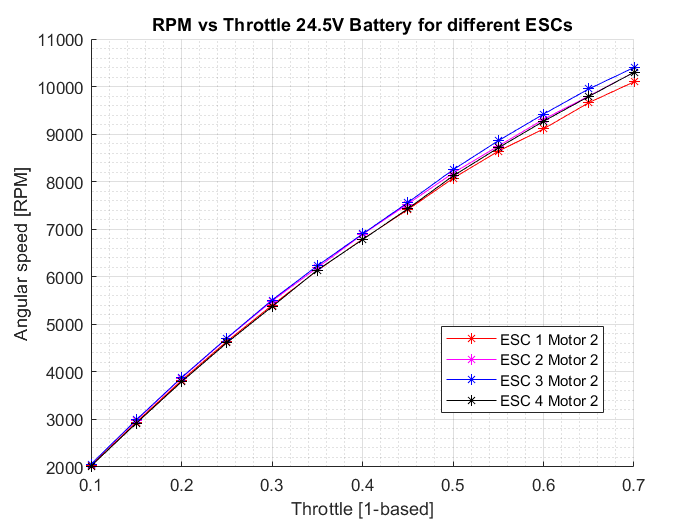 RPM vs Throttle 24.5V Battery for different ESCs
11000
10000
9000
8000
7000
6000
5000
4000
3000
2000
Angular speed [RPM]
ESC 1 Motor 2
ESC 2 Motor 2
ESC 3 Motor 2
ESC 4 Motor 2
0.1 0.2 0.3 0.4 0.5 0.6 0.7
Throttle [1-based]